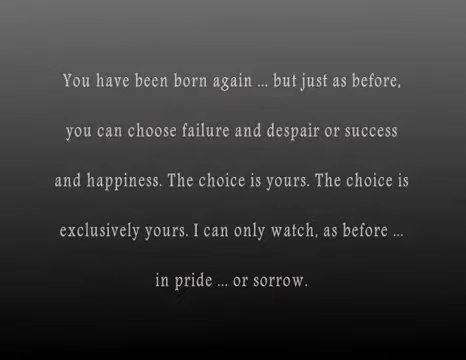 You have been born again ... but just as before,
you can choose failure and despair or success
and happiness. The choice is yours. The choice is
exclusively yours. I can only watch, as before ...
in pride ... or sorrow.